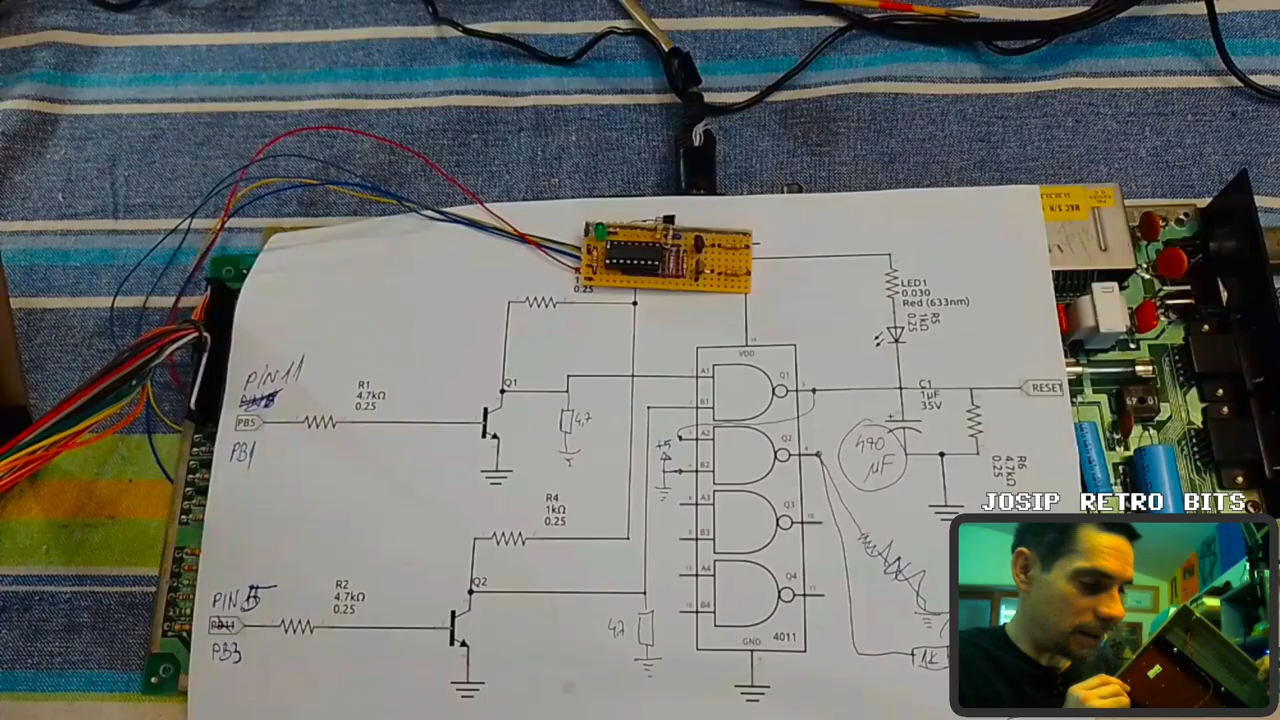 0.25
LED1
0.030
Red (633nm)
R5
1kΩ
0.25
VDD
PIN 11
R1
4.7kΩ
0.25
PB5
PB1
Q1
4,7
A1
B1
A2
B2
A3
B3
A4
B4
Q1
Q2
Q3
Q4
+5
C1
1µF
35V
RESET
490
µF
R6
4.7kΩ
0.25
R4
1kΩ
0.25
PIN
R2
4.7kΩ
0.25
PB3
Q2
4,7
GND
4011
1K
JOSIP RETRO BITS